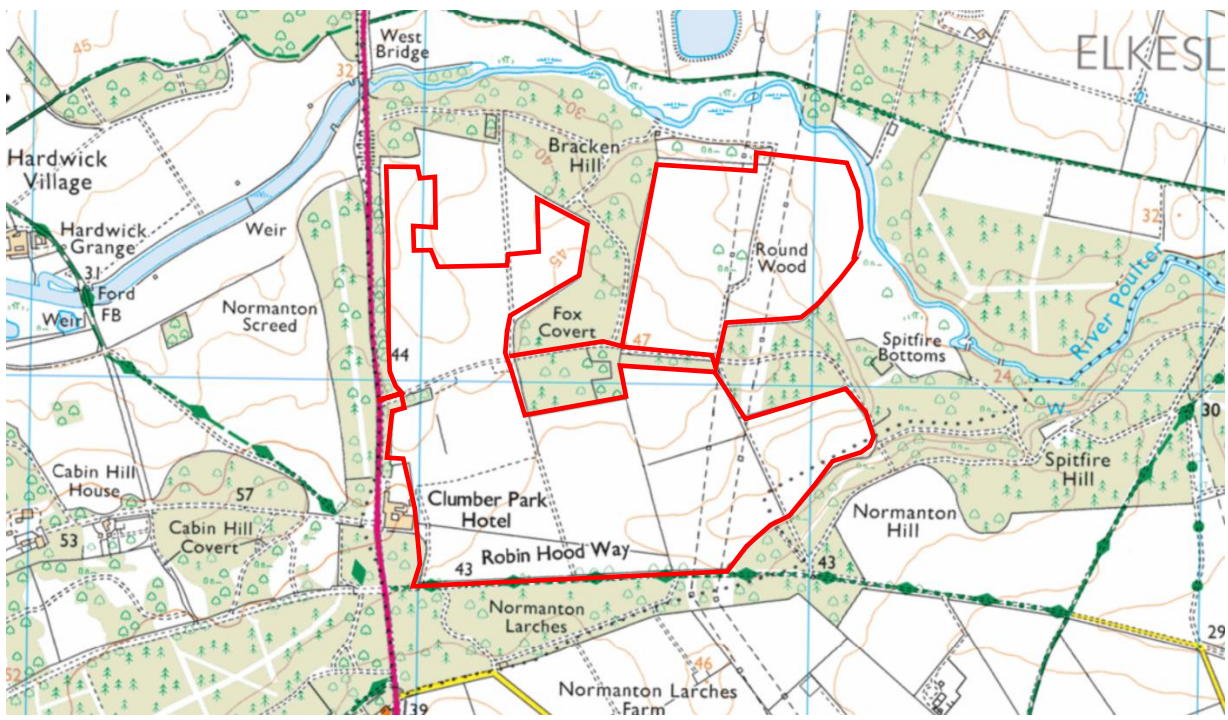 45
West
Bridge
32
ELKESL
30
Hardwick
Village
Bracken
Hill
40
Hardwick
Grange
Weir
32
31
Ford
FB
Weir
45
Round
Wood
Normanton
Screed
Fox
Covert
River Poulter
47
Spitfire
Bottoms
44
24
W
30
Cabin Hill
House
57
Spitfire
Hill
Clumber Park
Hotel
Normanton
Hill
53
Cabin Hill
Covert
Robin Hood Way
43
43
Normanton
Larches
29
52
46
Normanton Larches
Farm
39